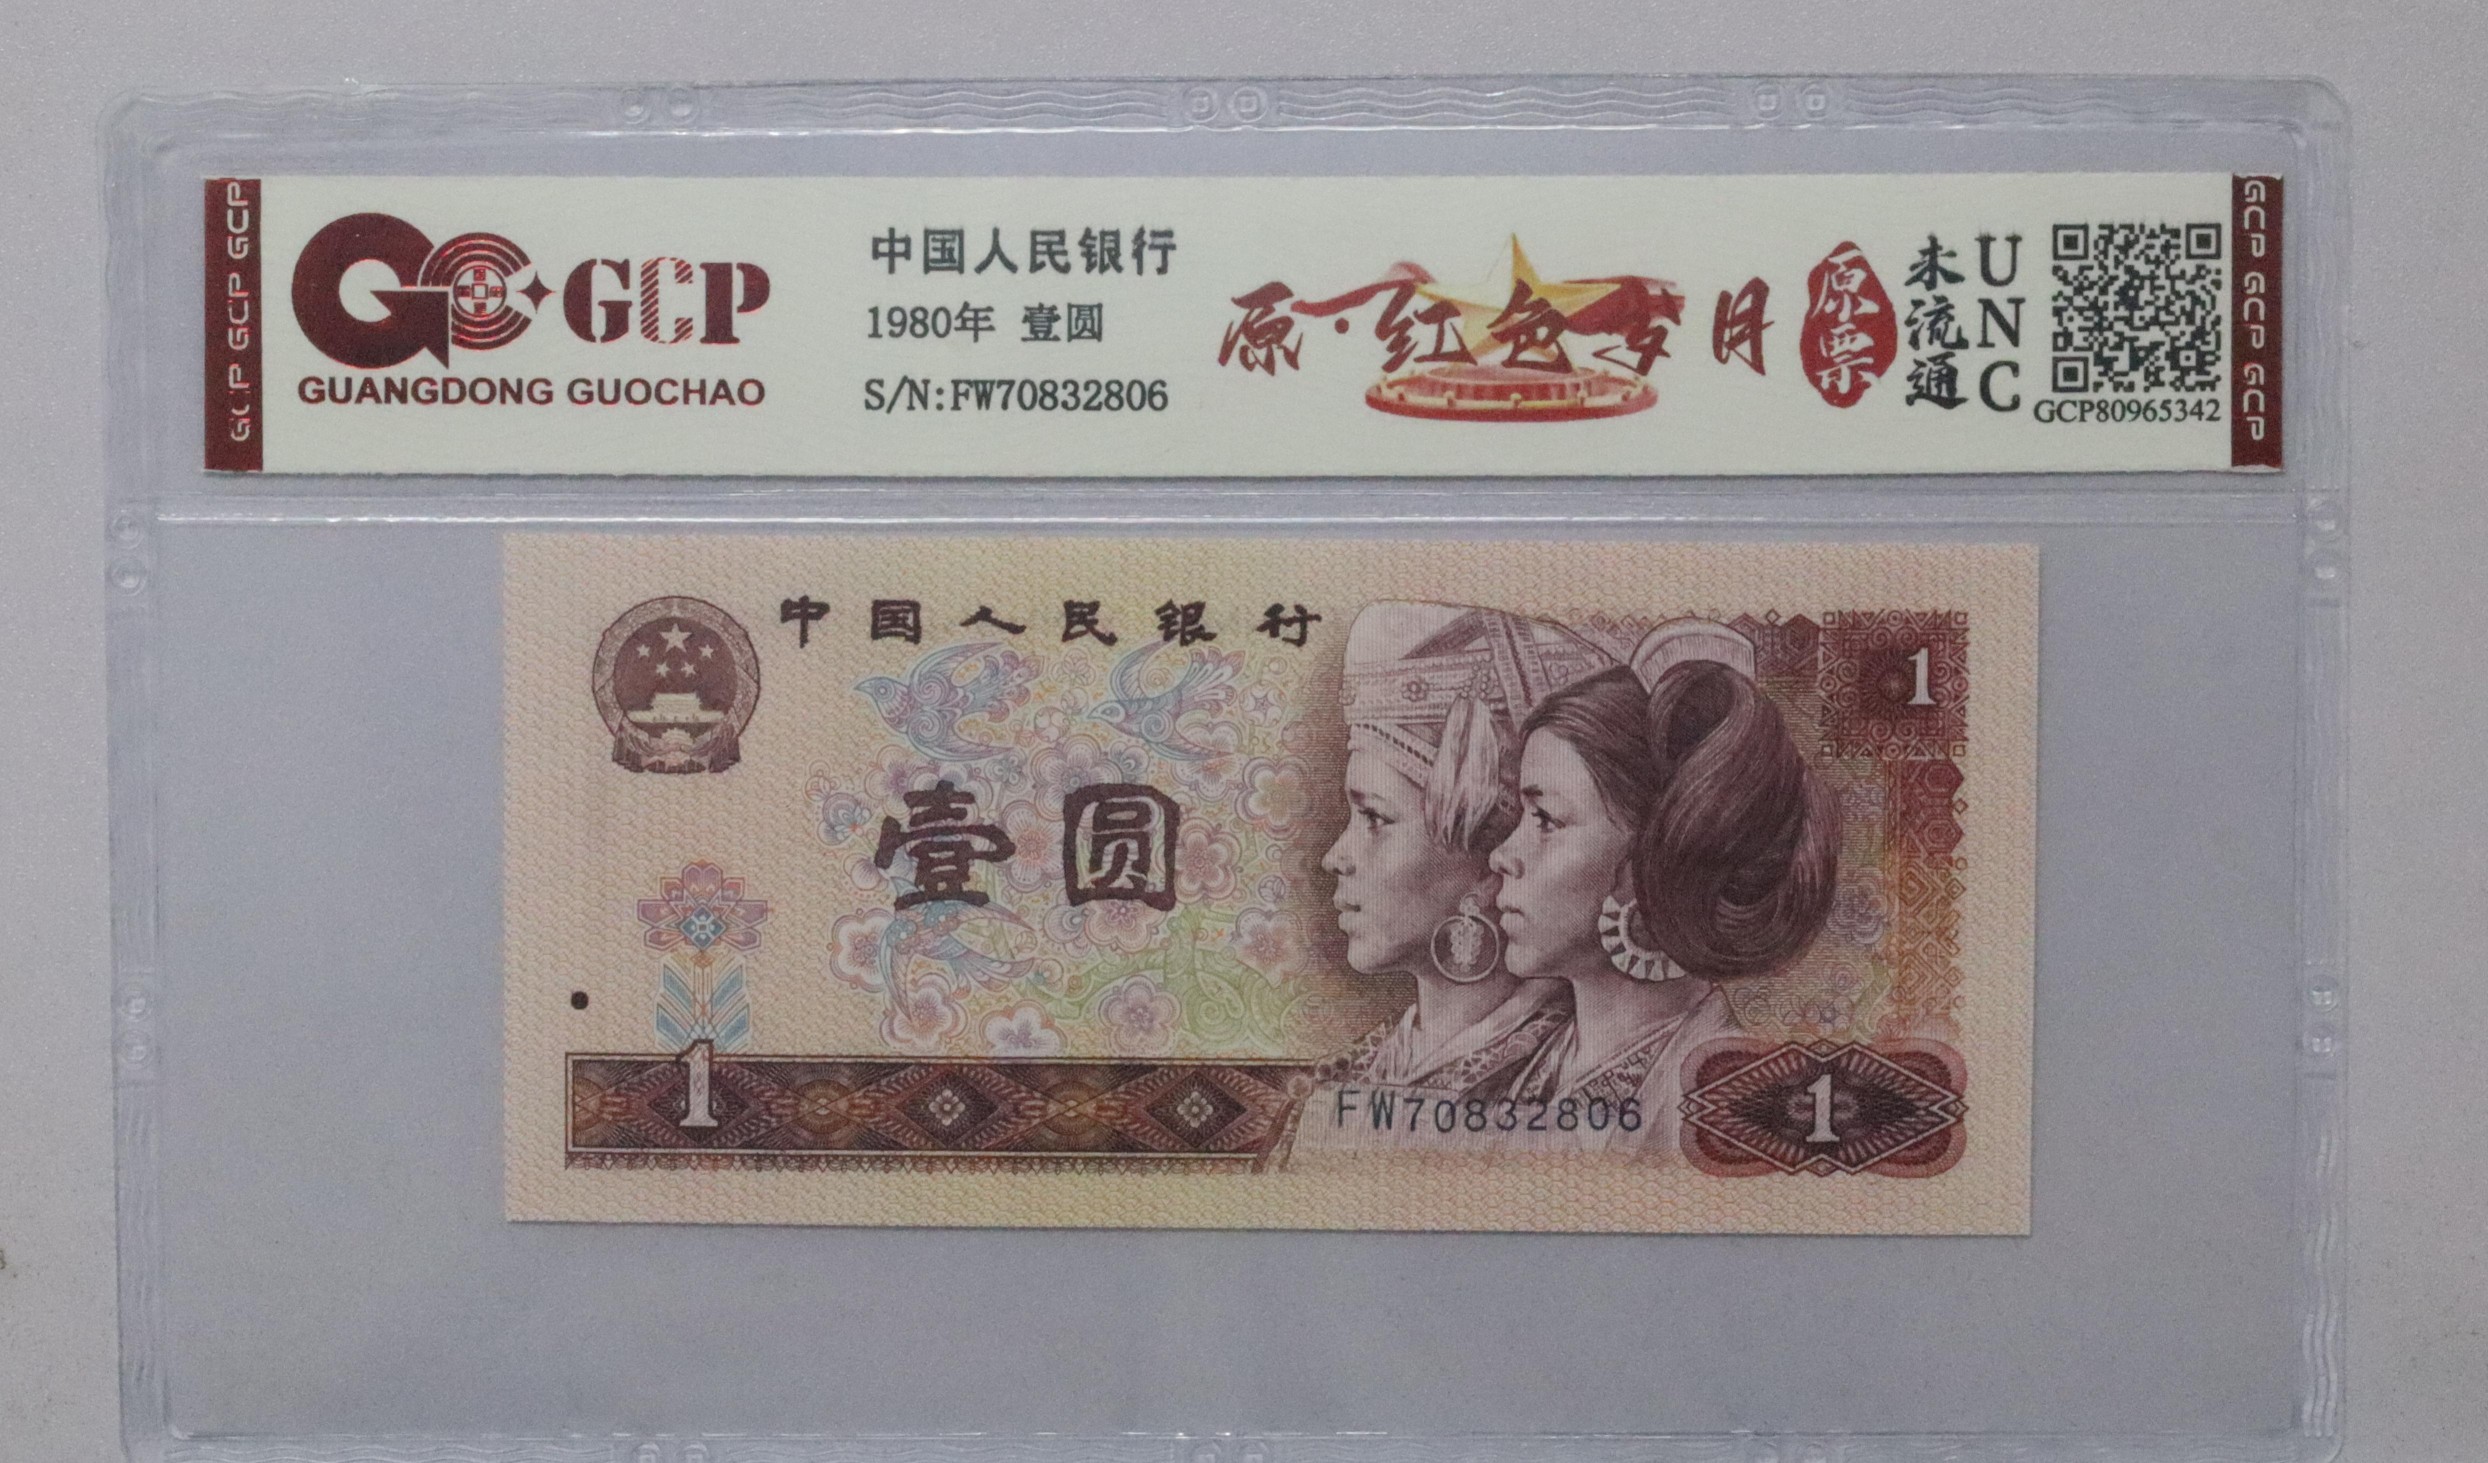 GCP GCP GCP
GCP
GUANGDONG GUOCHAO
中国人民银行
1980年 壹圆
S/N:FW70832806
原·红色岁月
原票
未流通
UNC
GCP80965342
GCP GCP GCP
中国人民银行
1
壹圆
1
FW70832806
1